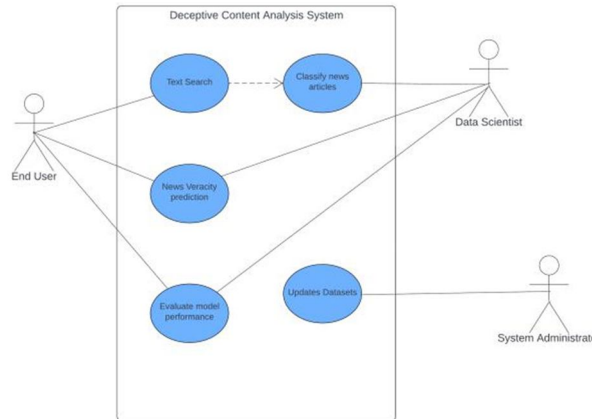 Deceptive Content Analysis System
Text Search
Classify news
articles
End User
Data Scientist
News Veracity
prediction
Evaluate model
performance
Updates Datasets
System Administrat